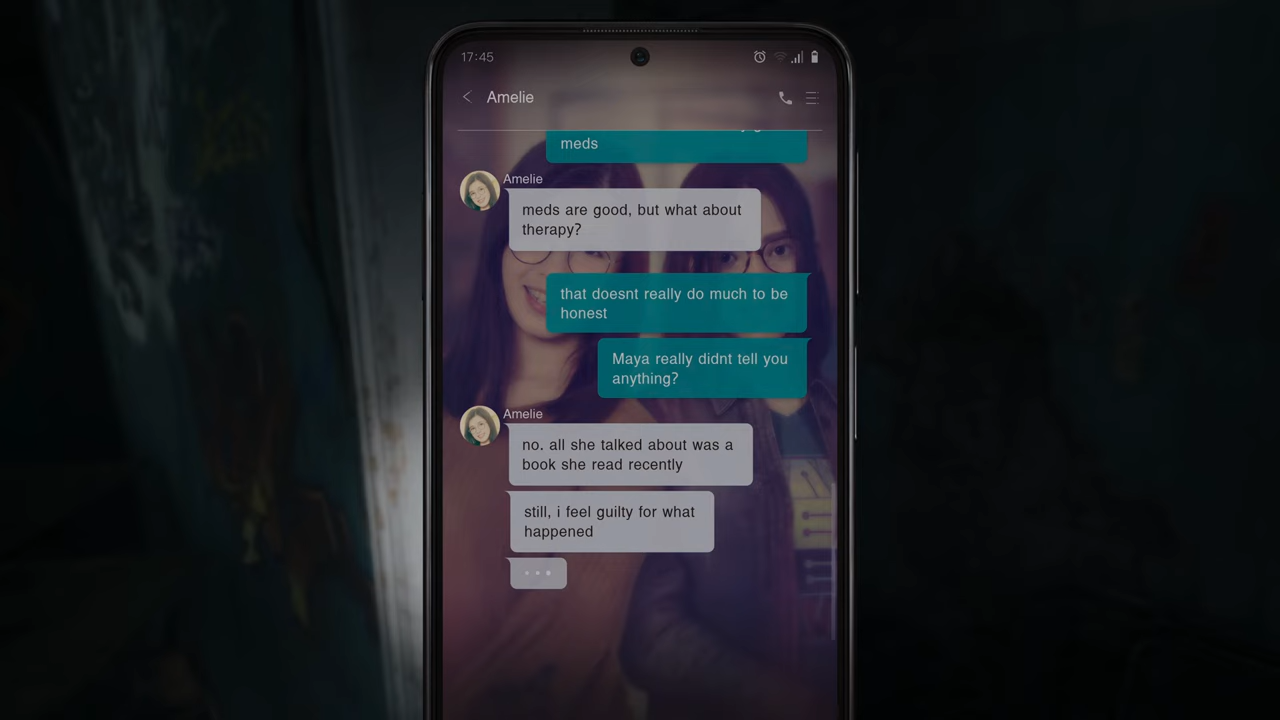 17:45
Amelie
meds
Amelie
meds are good, but what about
therapy?
that doesnt really do much to be
honest
Maya really didnt tell you
anything?
Amelie
no. all she talked about was a
book she read recently
still, i feel guilty for what
happened